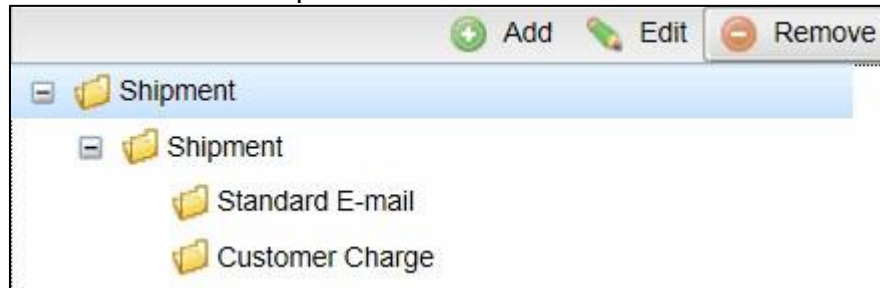 Add Edit Remove
Shipment
Shipment
Standard E-mail
Customer Charge